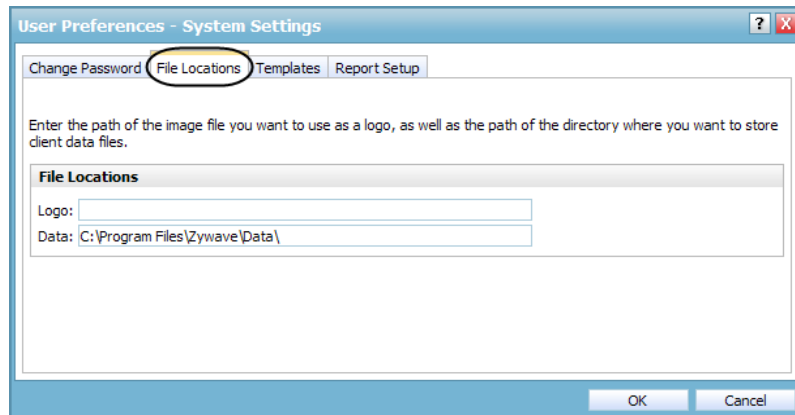 User Preferences - System Settings
? X
Change Password File Locations Templates Report Setup
Enter the path of the image file you want to use as a logo, as well as the path of the directory where you want to store
client data files.
File Locations
Logo:
Data: C:\Program Files\Zywave\Data\
OK Cancel